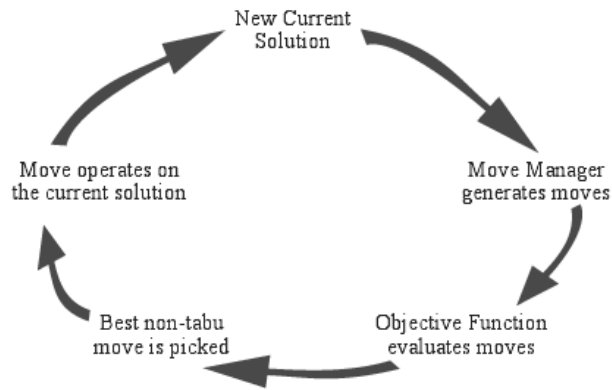 New Current
Solution
Move Manager
generates moves
Objective Function
evaluates moves
Best non-tabu
move is picked
Move operates on
the current solution